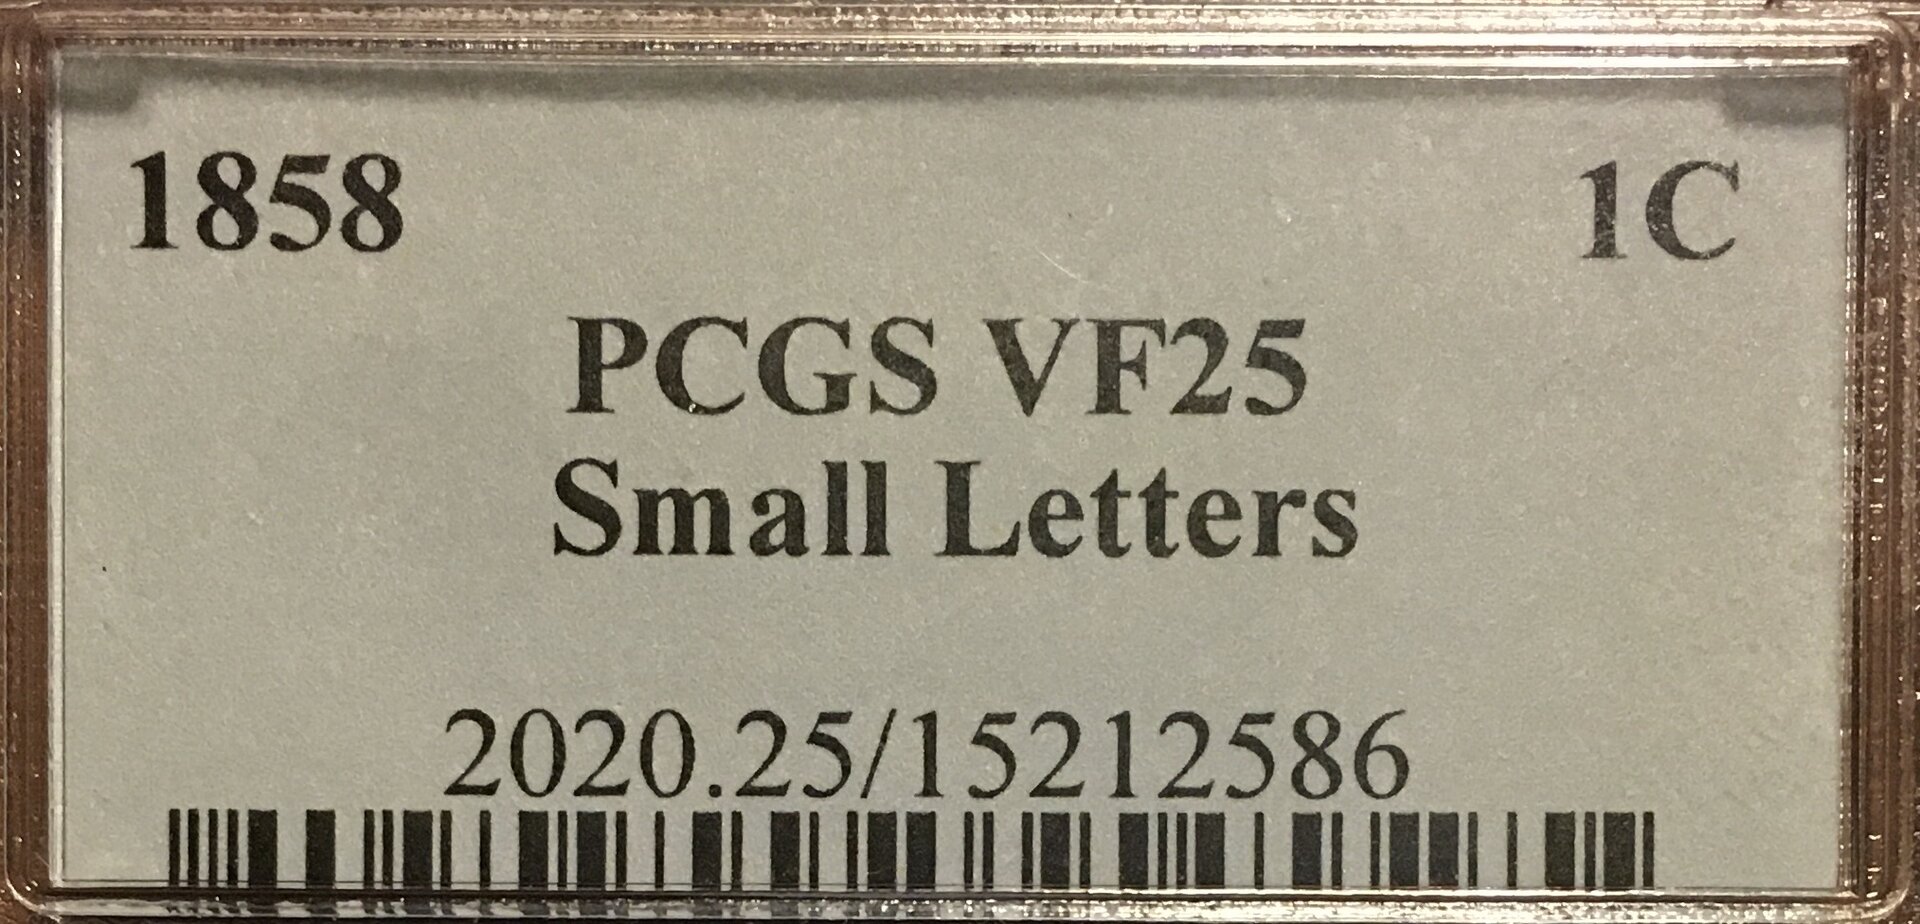 1858 1C
PCGS VF25
Small Letters
2020.25/15212586